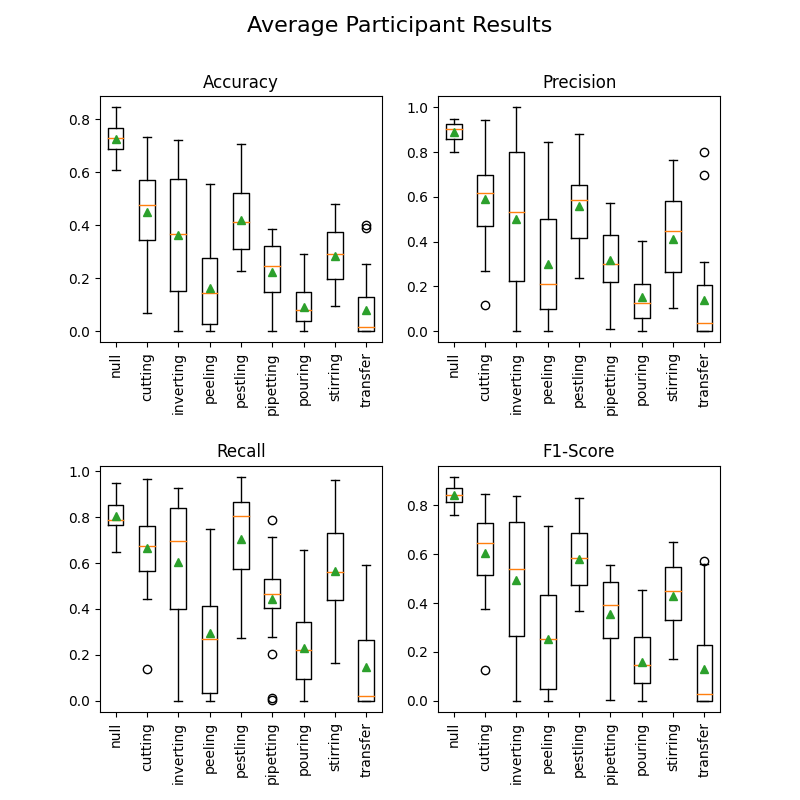 Average Participant Results
Accuracy
0.8
0.6
0.4
0.2
0.0
null
cutting
inverting
peeling
pestling
pipetting
pouring
stirring
transfer
Precision
1.0
0.8
0.6
0.4
0.2
0.0
null
cutting
inverting
peeling
pestling
pipetting
pouring
stirring
transfer
Recall
1.0
0.8
0.6
0.4
0.2
0.0
null
cutting
inverting
peeling
pestling
pipetting
pouring
stirring
transfer
F1-Score
0.8
0.6
0.4
0.2
0.0
null
cutting
inverting
peeling
pestling
pipetting
pouring
stirring
transfer